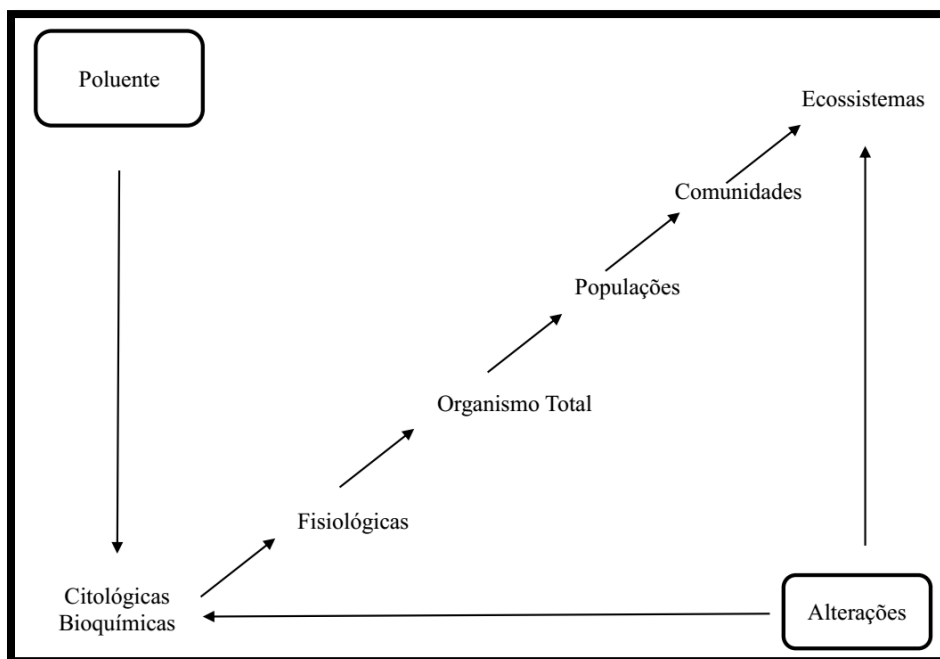 Poluente
Ecossistemas
Comunidades
Populações
Organismo Total
Fisiológicas
Citológicas
Bioquímicas
Alterações